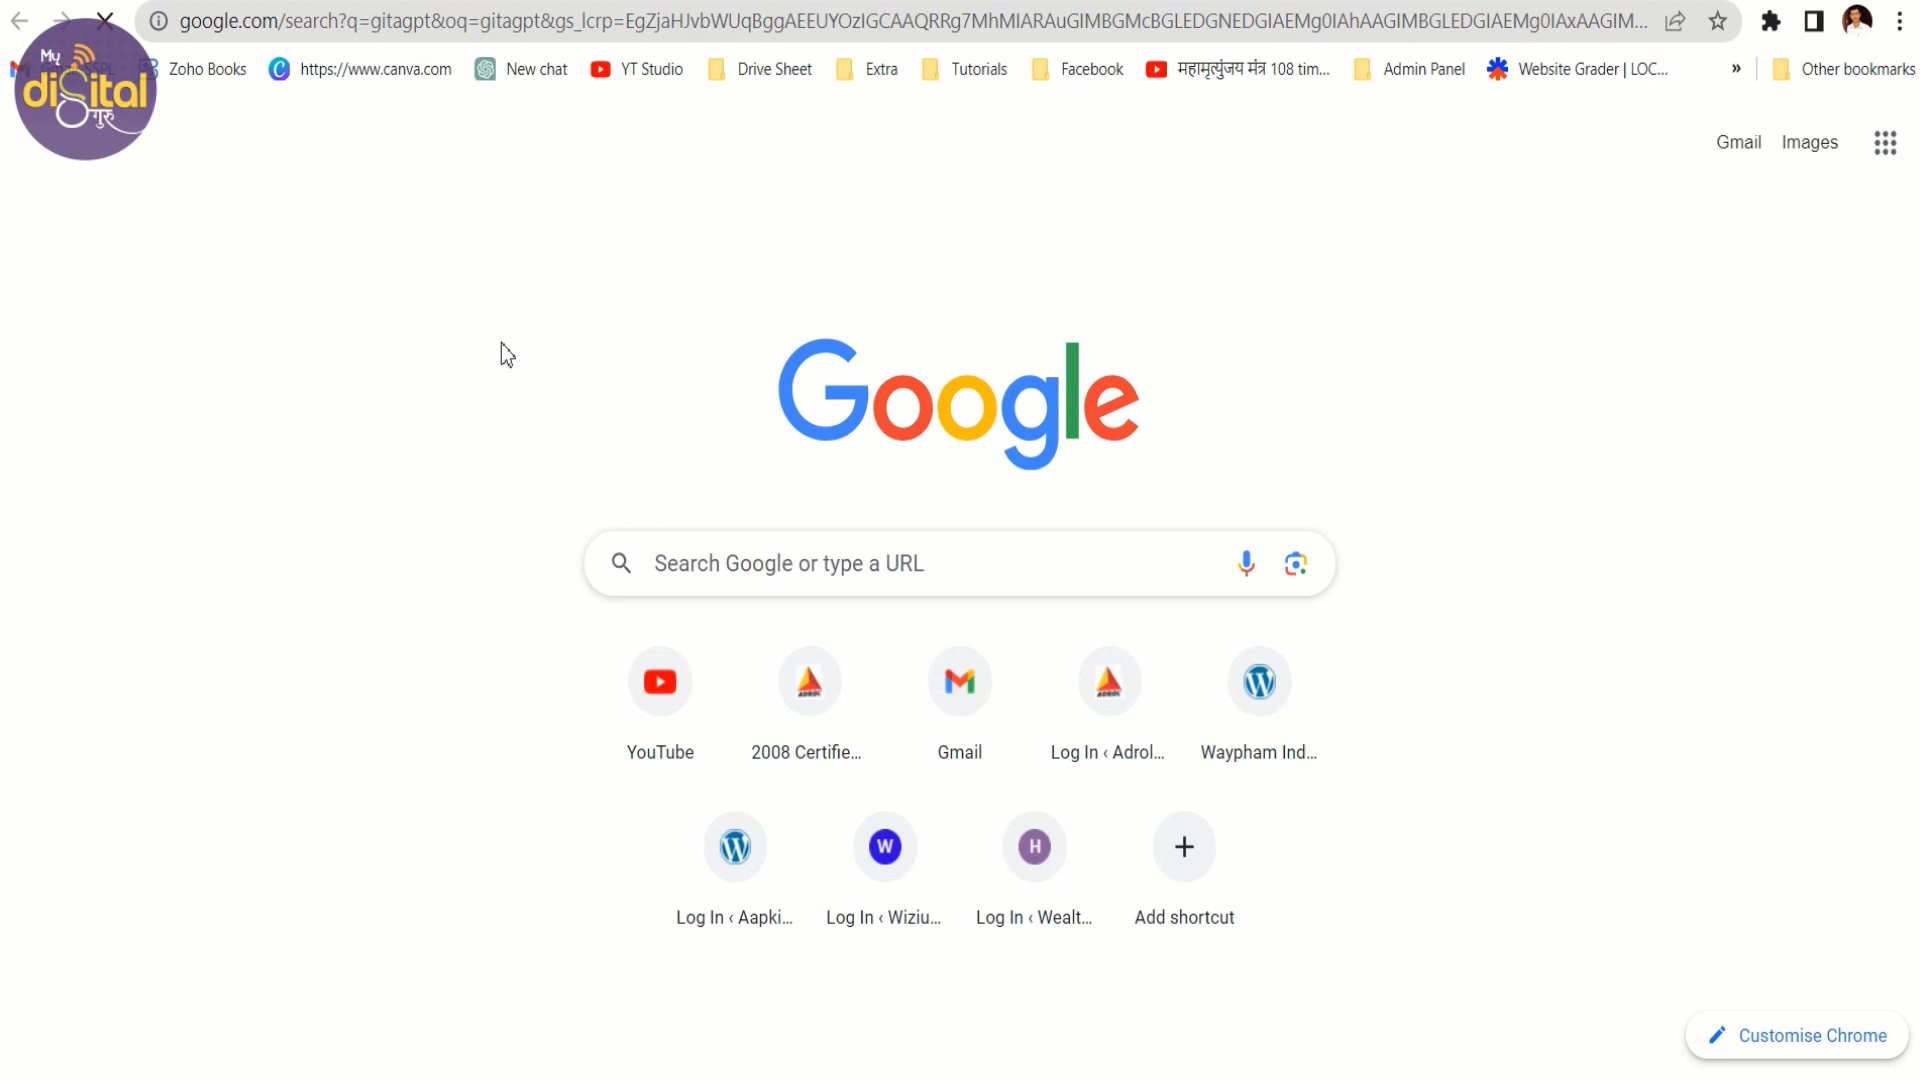 google.com/search?q=gitagpt&oq=gitagpt&gs_lcrp=EgZjaHJvbWUqBggAEEUYOzIGCAAQRRg7MhMIARAuGIMBGMcBGLEDGNEDGIAEMg0IAhAAGIMBGLEDGIAEMg0IAxAAGIM...
My
digital
गुरु
Zoho Books https://www.canva.com New chat YT Studio Drive Sheet Extra Tutorials Facebook महामृत्युंजय मंत्र 108 tim... Admin Panel Website Grader | LOC... » Other bookmarks
Gmail Images
Google
Search Google or type a URL
YouTube 2008 Certifie... Gmail Log In ‹ Adrol... Waypham Ind...
W H
Log In ‹ Aapki... Log In ‹ Wiziu... Log In ‹ Wealt... Add shortcut
Customise Chrome